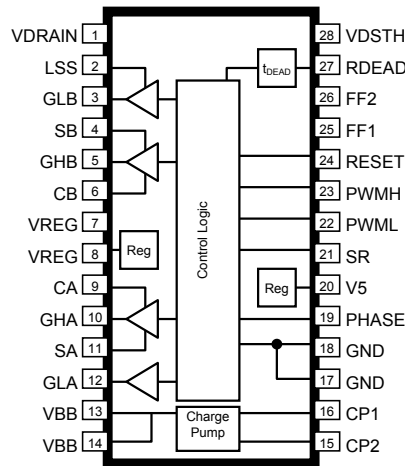 VDRAIN 1
LSS 2
GLB 3
SB 4
GHB 5
CB 6
VREG 7
VREG 8
CA 9
GHA 10
SA 11
GLA 12
VBB 13
VBB 14
Reg
Control Logic
tDEAD
Reg
Charge
Pump
28 VDSTH
27 RDEAD
26 FF2
25 FF1
24 RESET
23 PWMH
22 PWML
21 SR
20 V5
19 PHASE
18 GND
17 GND
16 CP1
15 CP2